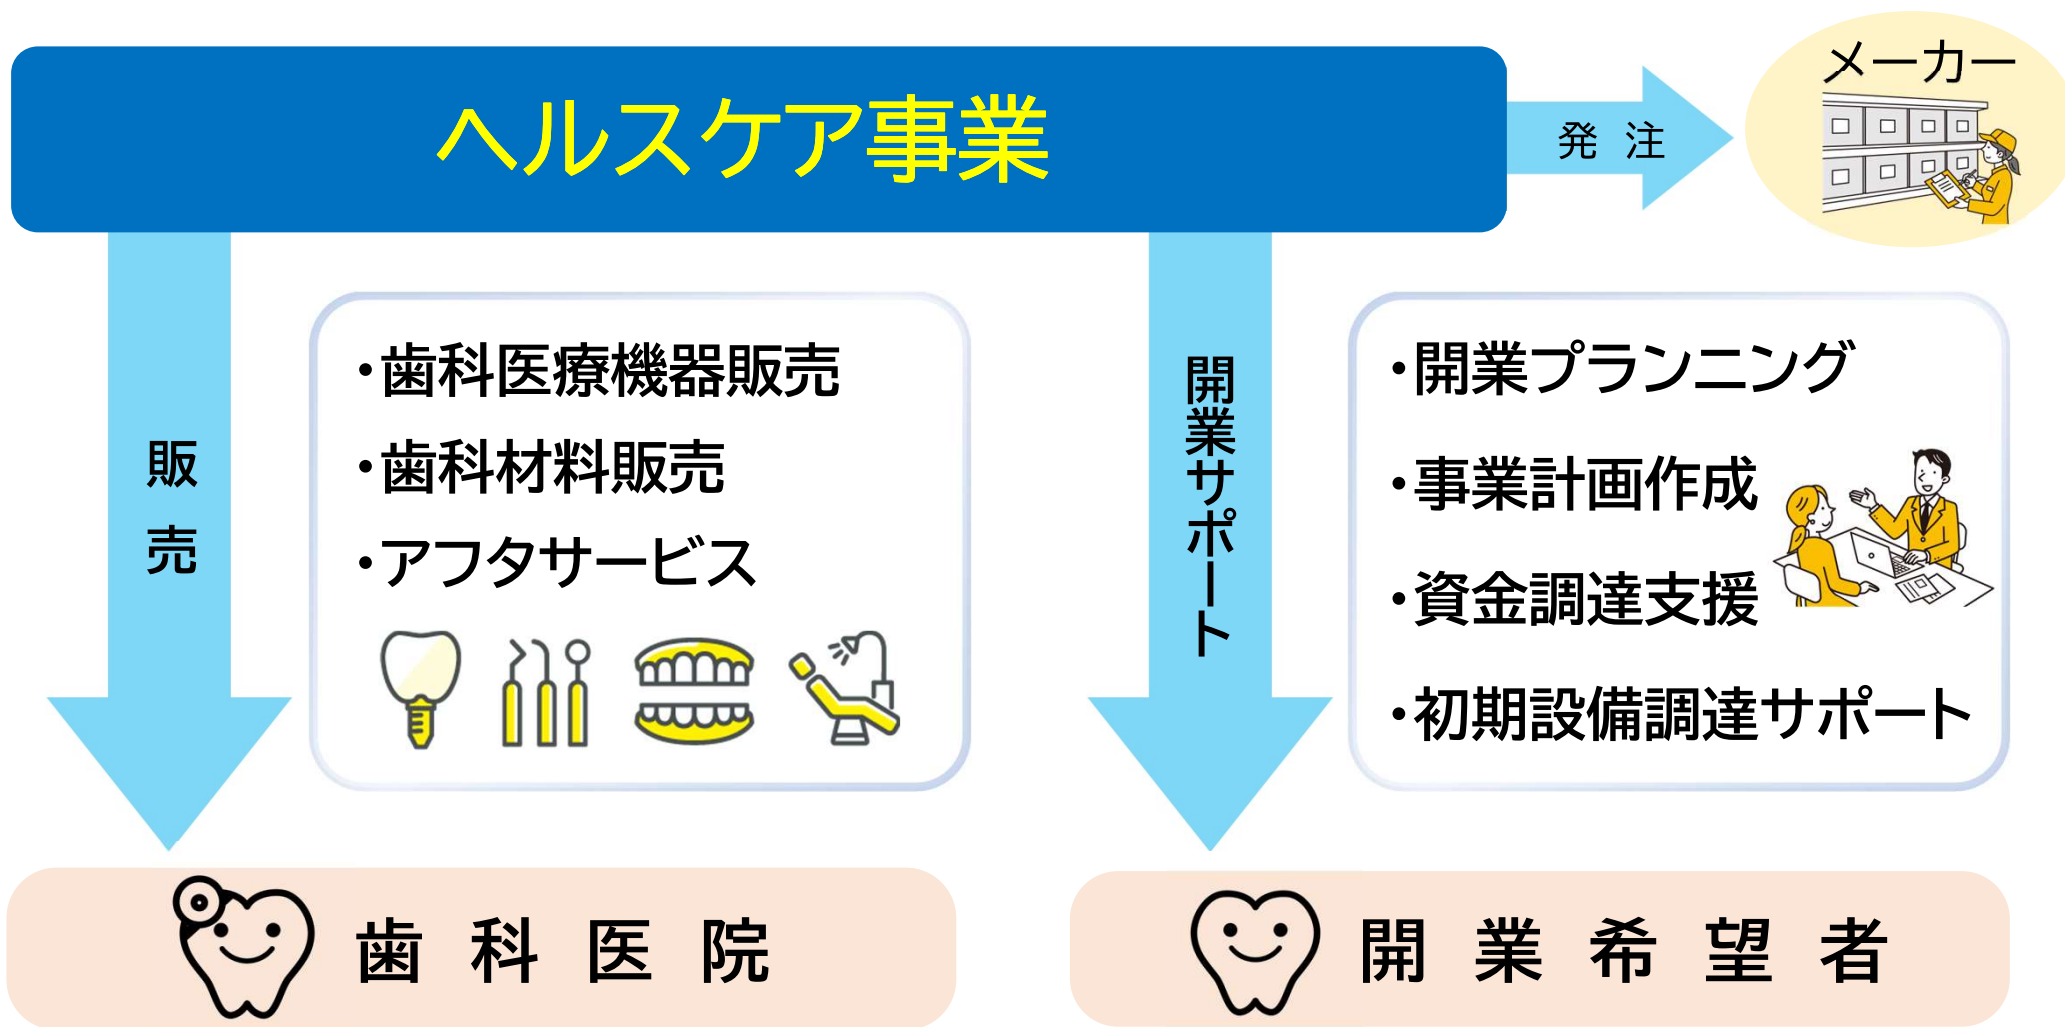 ヘルスケア事業
発 注
メーカー
販売
・歯科医療機器販売
・歯科材料販売
・アフタサービス
開業サポート
・開業プランニング
・事業計画作成
・資金調達支援
・初期設備調達サポート
歯 科 医 院
開 業 希 望 者